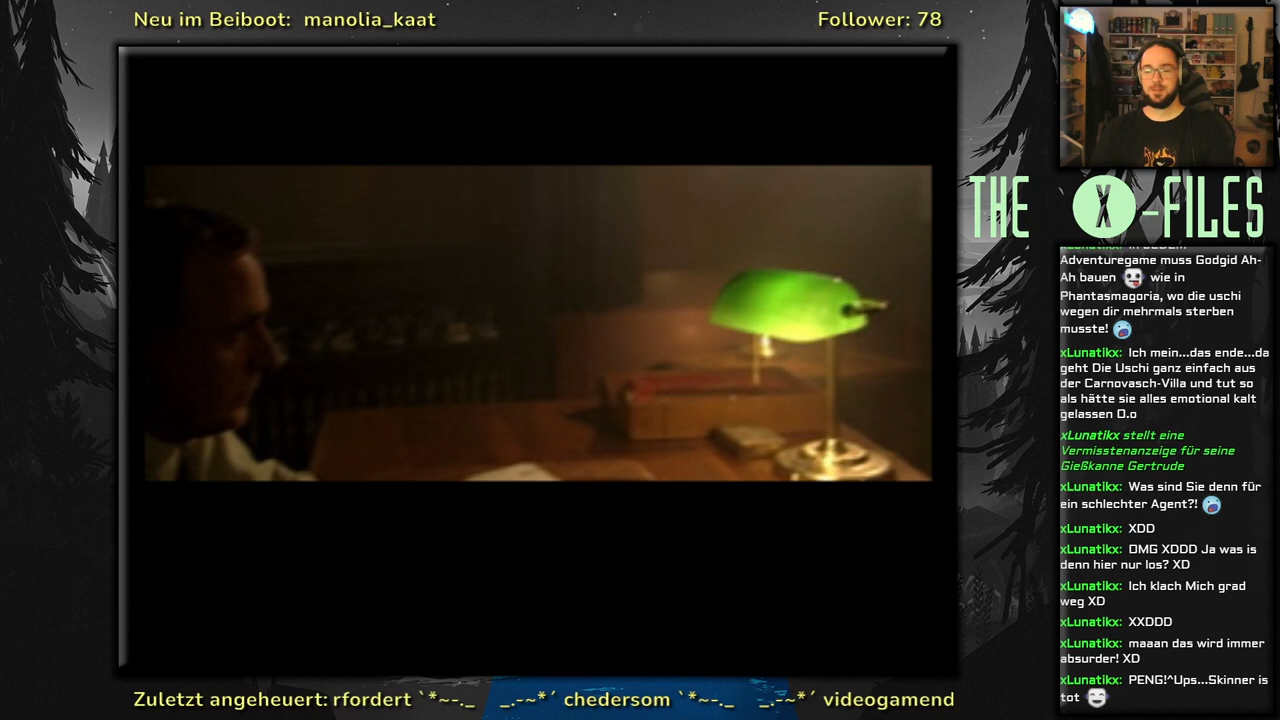 Neu im Beiboot: manolia_kaat
Follower: 78
THE X-FILES
Adventuregame muss Godgid Ah-
Ah bauen wie in
Phantasmagoria, wo die uschi
wegen dir mehrmals sterben
musste!
xLunatikx: Ich mein...das ende...da
geht Die Uschi ganz einfach aus
der Carnovasch-Villa und tut so
als hätte sie alles emotional kalt
gelassen O.o
xLunatikx stellt eine
Vermisstenanzeige für seine
Gießkanne Gertrude
xLunatikx: Was sind Sie denn für
ein schlechter Agent?!
xLunatikx: XDD
xLunatikx: OMG XDDD Ja was is
denn hier nur los? XD
xLunatikx: Ich klach Mich grad
weg XD
xLunatikx: XXDDD
xLunatikx: maaan das wird immer
absurder! XD
xLunatikx: PENG!^Ups...Skinner is
tot
Zuletzt angeheuert: rfordert `*~-._ _.-~*´ chedersom `*~-._ _.-~*´ videogamend